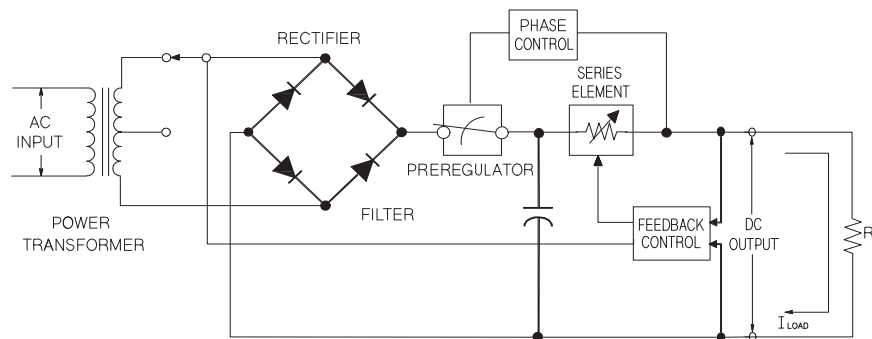 PHASE
CONTROL
RECTIFIER
SERIES
ELEMENT
AC
INPUT
PREREGULATOR
FILTER
POWER
TRANSFORMER
FEEDBACK
CONTROL
DC
OUTPUT
R
I LOAD